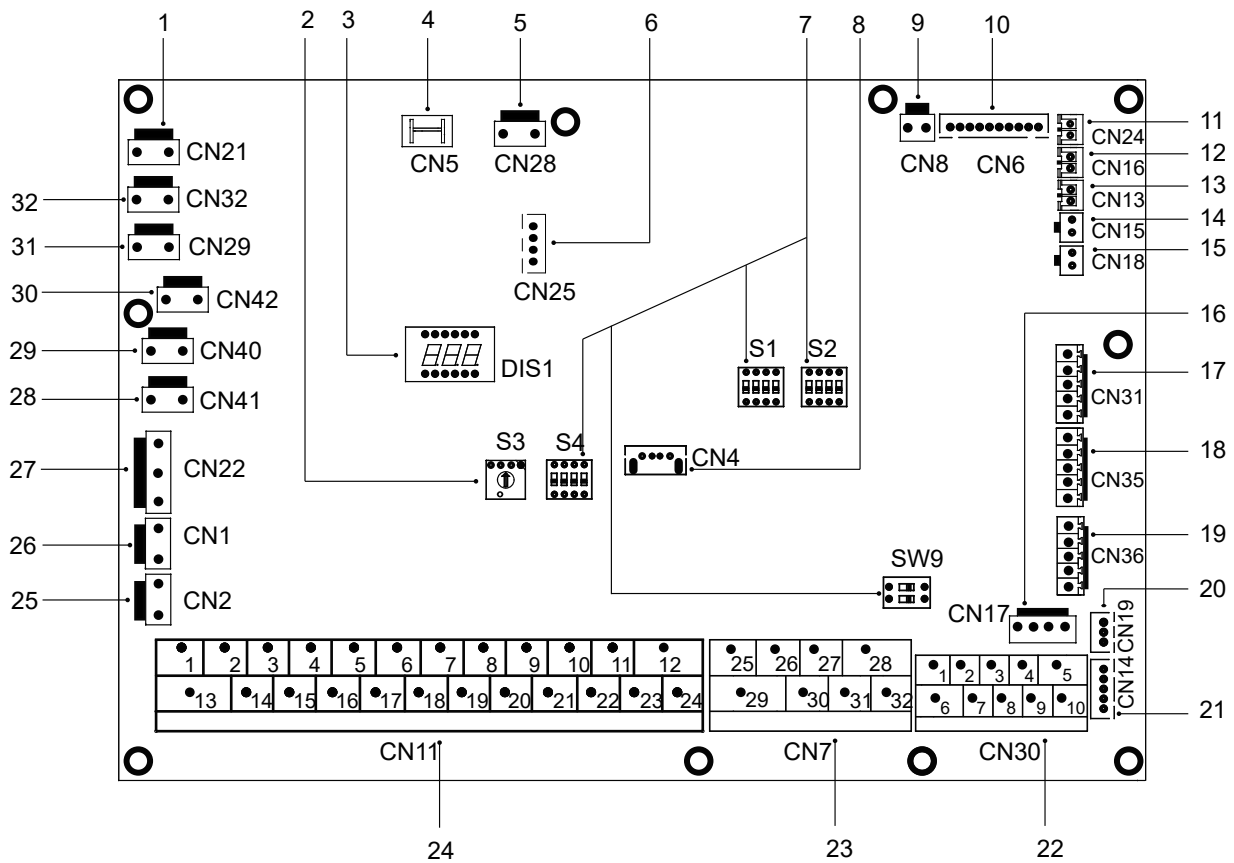 1 2 3 4 5 6 7 8 9 10
CN21
CN5
CN28
CN8
CN6
11
CN24
12
CN16
32
CN32
13
CN13
14
CN15
31
CN29
15
CN18
CN25
30
CN42
16
29
CN40
DIS1
S1 S2
17
CN31
28
CN41
S3 S4
CN4
18
CN35
27
CN22
26
CN1
SW9
19
CN36
20
25
CN2
CN17
CN19
1 2 3 4 5 6 7 8 9 10 11 12
25 26 27 28
1 2 3 4 5
CN14
13 14 15 16 17 18 19 20 21 22 23 24
29 30 31 32
6 7 8 9 10
21
CN11
CN7
CN30
24
23
22